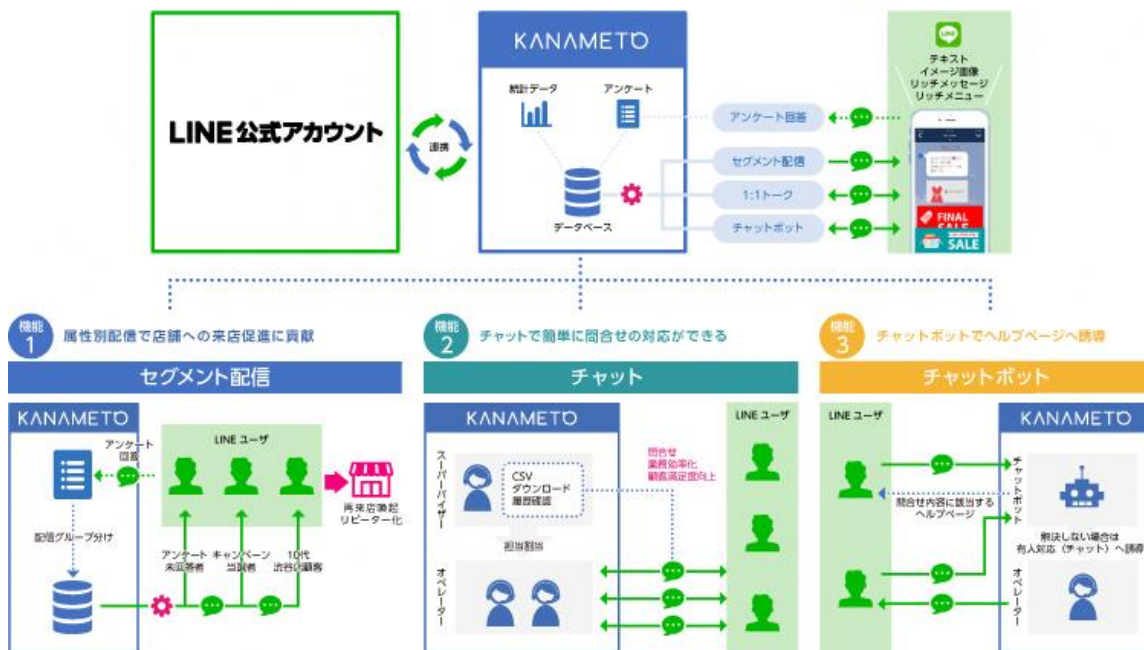 KANAMETO
LINE
テキスト
イメージ画像
リッチメッセージ
リッチメニュー
統計データ
アンケート
アンケート回答
LINE公式アカウント
連携
セグメント配信
1:1トーク
データベース
チャットボット
FINAL
SALE
SALE
機能
1
属性別配信で店舗への来店促進に貢献
機能
2
チャットで簡単に問合せの対応ができる
機能
3
チャットボットでヘルプページへ誘導
セグメント配信
チャット
チャットボット
KANAMETO
アンケート
回答
LINE ユーザ
再来店喚起
リピーター化
配信グループ分け
アンケート
未回答者
キャンペーン
当選者
10代
渋谷店顧客
KANAMETO
LINE ユーザ
スーパーバイザー
CSV
ダウンロード
履歴確認
問合せ
業務効率化
顧客満足度向上
担当割当
オペレーター
LINE ユーザ
KANAMETO
チャットボット
問合せ内容に該当する
ヘルプページ
解決しない場合は
有人対応（チャット）へ誘導
オペレーター